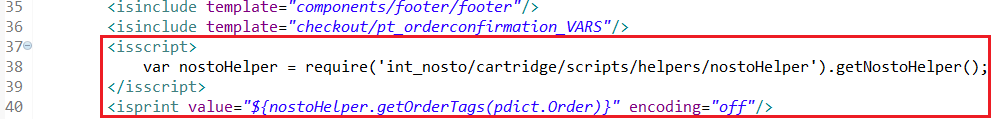 35 <isinclude template="components/footer/footer"/>
36 <isinclude template="checkout/pt_orderconfirmation_VARS"/>
37 <isscript>
38 var nostoHelper = require('int_nosto/cartridge/scripts/helpers/nostoHelper').getNostoHelper();
39 </isscript>
40 <isprint value="${nostoHelper.getOrderTags(pdict.Order)}" encoding="off"/>